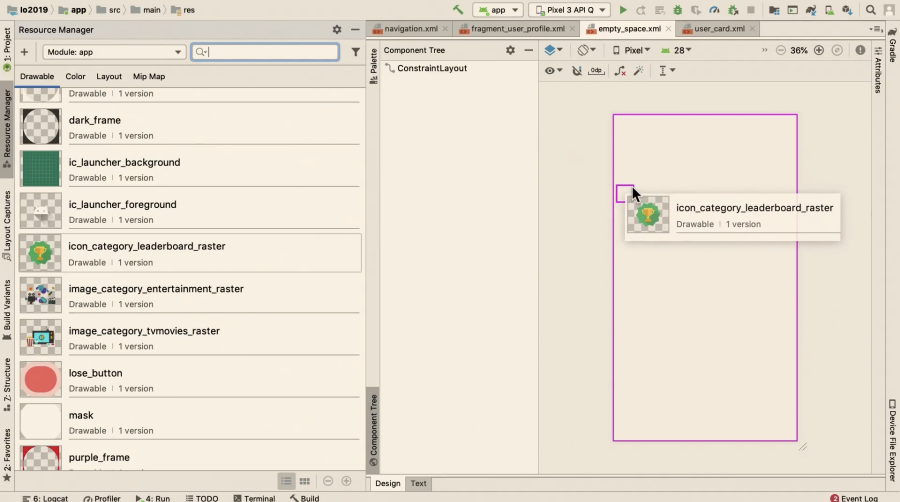 Io2019
app
src
main
res
app
Pixel 3 API Q
Resource Manager
navigation.xml
fragment_user_profile.xml
empty_space.xml
user_card.xml
Module: app
Component Tree
Pixel
28
36%
ConstraintLayout
0dp
Drawable
Color
Layout
Mip Map
Drawable | 1 version
dark_frame
Drawable | 1 version
ic_launcher_background
Drawable | 1 version
ic_launcher_foreground
Drawable | 1 version
icon_category_leaderboard_raster
Drawable | 1 version
image_category_entertainment_raster
Drawable | 1 version
image_category_tvmovies_raster
Drawable | 1 version
lose_button
Drawable | 1 version
mask
Drawable | 1 version
purple_frame
icon_category_leaderboard_raster
Drawable | 1 version
1: Project
Resource Manager
Layout Captures
Build Variants
Z: Structure
2: Favorites
Palette
Component Tree
Gradle
Attributes
Device File Explorer
Design
Text
6: Logcat
Profiler
4: Run
TODO
Terminal
Build
2 Event Log